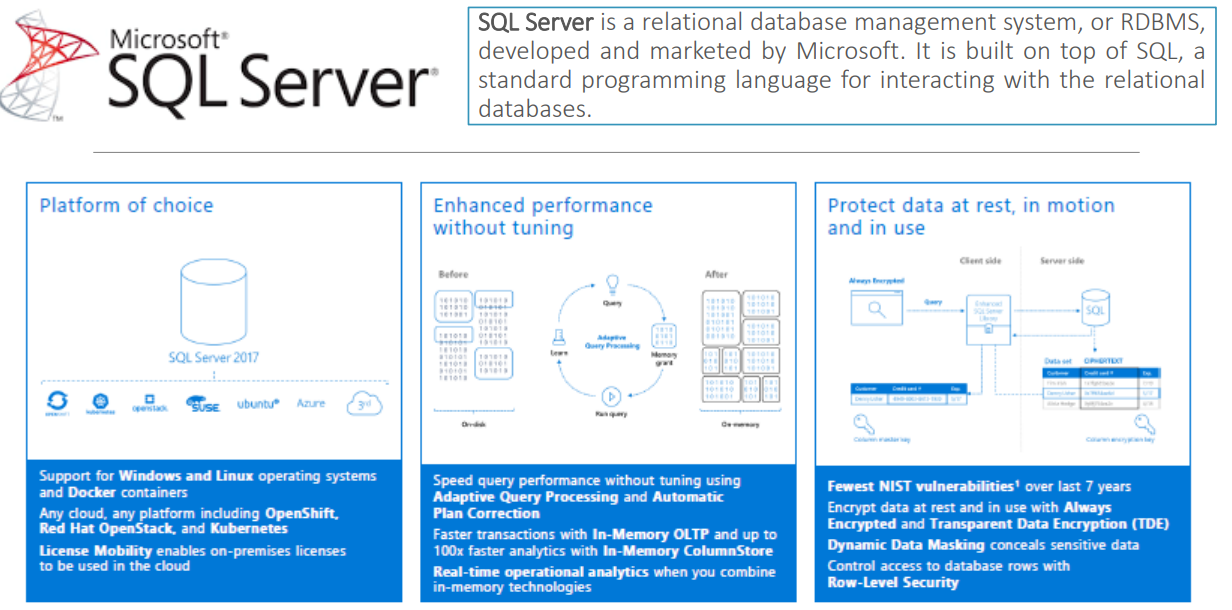 Microsoft®
SQL Server®
TM
SQL Server is a relational database management system, or RDBMS,
developed and marketed by Microsoft. It is built on top of SQL, a
standard programming language for interacting with the relational
databases.
Platform of choice
SQL Server 2017
OPENSHIFT
kubernetes
openstack
SUSE
ubuntu®
Azure
3rd
Support for Windows and Linux operating systems
and Docker containers
Any cloud, any platform including OpenShift,
Red Hat OpenStack, and Kubernetes
License Mobility enables on-premises licenses
to be used in the cloud
Enhanced performance
without tuning
Before
After
Query
Adaptive
Query Processing
Learn
Memory
grant
Run query
On-disk
On-memory
Speed query performance without tuning using
Adaptive Query Processing and Automatic
Plan Correction
Faster transactions with In-Memory OLTP and up to
100x faster analytics with In-Memory ColumnStore
Real-time operational analytics when you combine
in-memory technologies
Protect data at rest, in motion
and in use
Client side
Server side
Always Encrypted
Query
Enhanced
SQL Server
Library
SQL
Data set
CIPHERTEXT
Customer Credit card # Exp.
Customer Credit card # Exp.
Column master key
Column encryption key
Fewest NIST vulnerabilities¹ over last 7 years
Encrypt data at rest and in use with Always
Encrypted and Transparent Data Encryption (TDE)
Dynamic Data Masking conceals sensitive data
Control access to database rows with
Row-Level Security